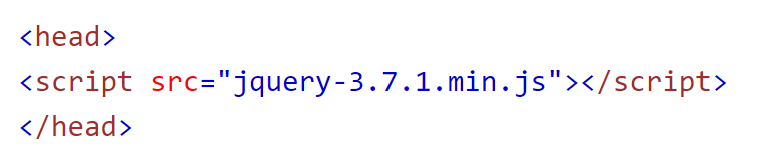 <head>
<script src="jquery-3.7.1.min.js"></script>
</head>